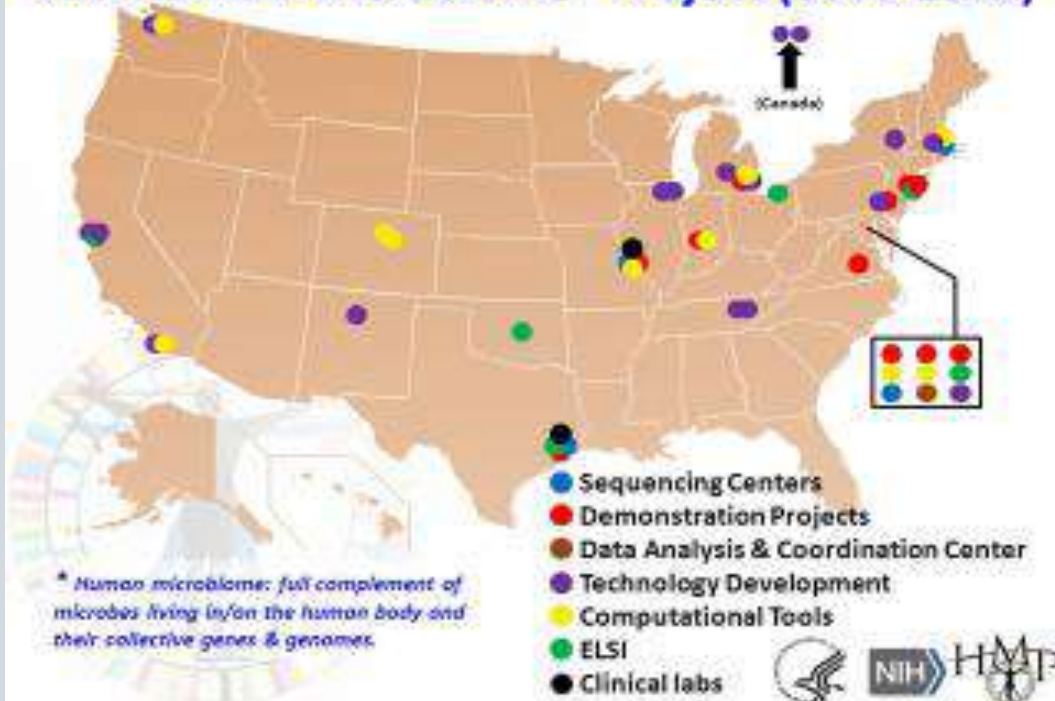 (Canada)
Sequencing Centers
Demonstration Projects
Data Analysis & Coordination Center
Technology Development
Computational Tools
ELSI
Clinical labs
* Human microbiome: full complement of
microbes living in/on the human body and
their collective genes & genomes.
NIH
HMP